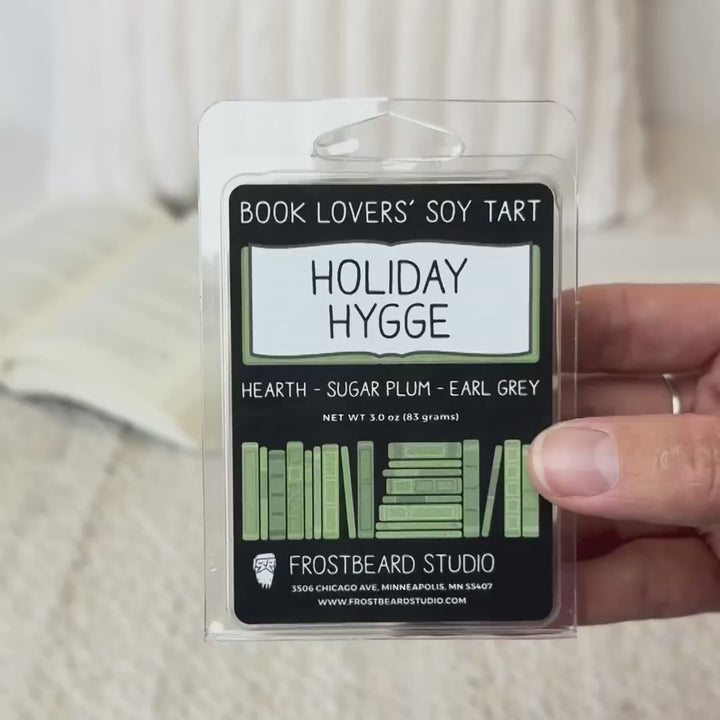 BOOK LOVERS' SOY TART
HOLIDAY
HYGGE
HEARTH - SUGAR PLUM - EARL GREY
NET WT 3.0 oz (83 grams)
FROSTBEARD STUDIO
3506 CHICAGO AVE, MINNEAPOLIS, MN 55407
WWW.FROSTBEARDSTUDIO.COM